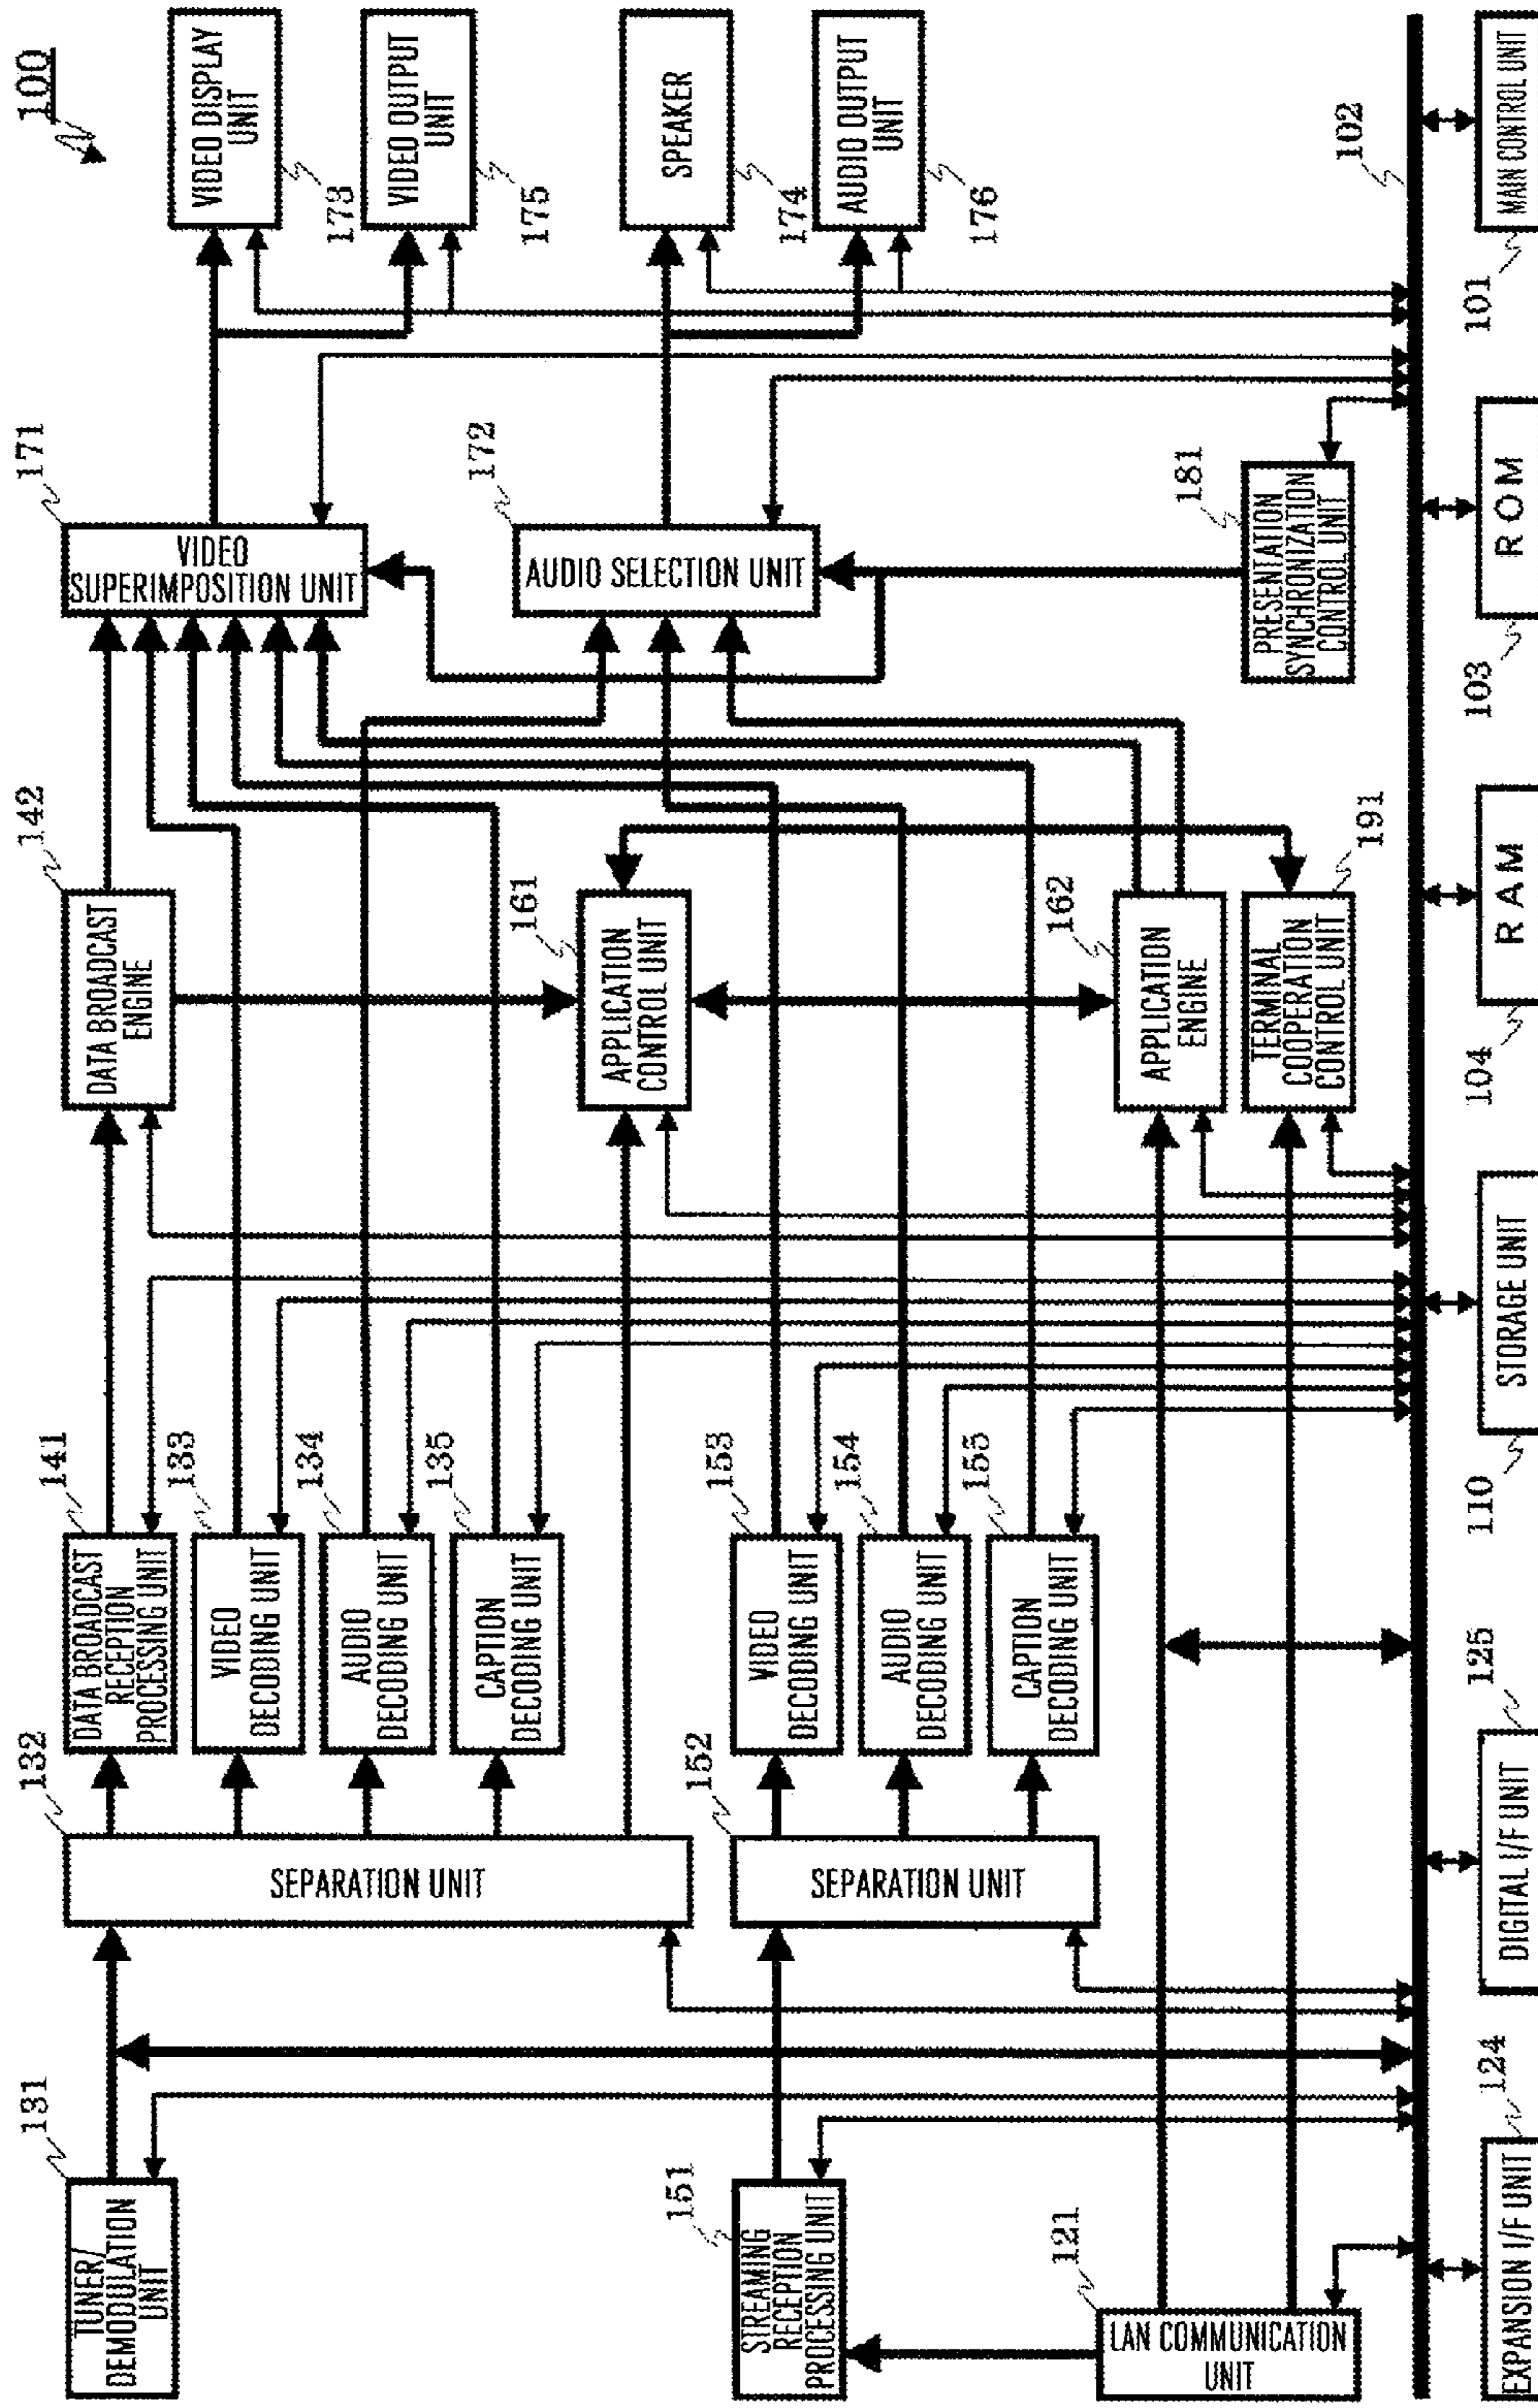 100
131
TUNER/
DEMODULATION
UNIT
132
SEPARATION UNIT
141
DATA BROADCAST
RECEPTION
PROCESSING UNIT
133
VIDEO
DECODING UNIT
134
AUDIO
DECODING UNIT
135
CAPTION
DECODING UNIT
142
DATA BROADCAST
ENGINE
161
APPLICATION
CONTROL UNIT
171
VIDEO
SUPERIMPOSITION UNIT
172
AUDIO SELECTION UNIT
VIDEO DISPLAY
UNIT
173
VIDEO OUTPUT
UNIT
175
SPEAKER
174
AUDIO OUTPUT
UNIT
176
151
STREAMING
RECEPTION
PROCESSING UNIT
152
SEPARATION UNIT
153
VIDEO
DECODING UNIT
154
AUDIO
DECODING UNIT
155
CAPTION
DECODING UNIT
121
LAN COMMUNICATION
UNIT
162
APPLICATION
ENGINE
TERMINAL
COOPERATION
CONTROL UNIT
191
181
PRESENTATION
SYNCHRONIZATION
CONTROL UNIT
102
EXPANSION I/F UNIT
124
DIGITAL I/F UNIT
125
110
STORAGE UNIT
104
RAM
103
ROM
101
MAIN CONTROL UNIT